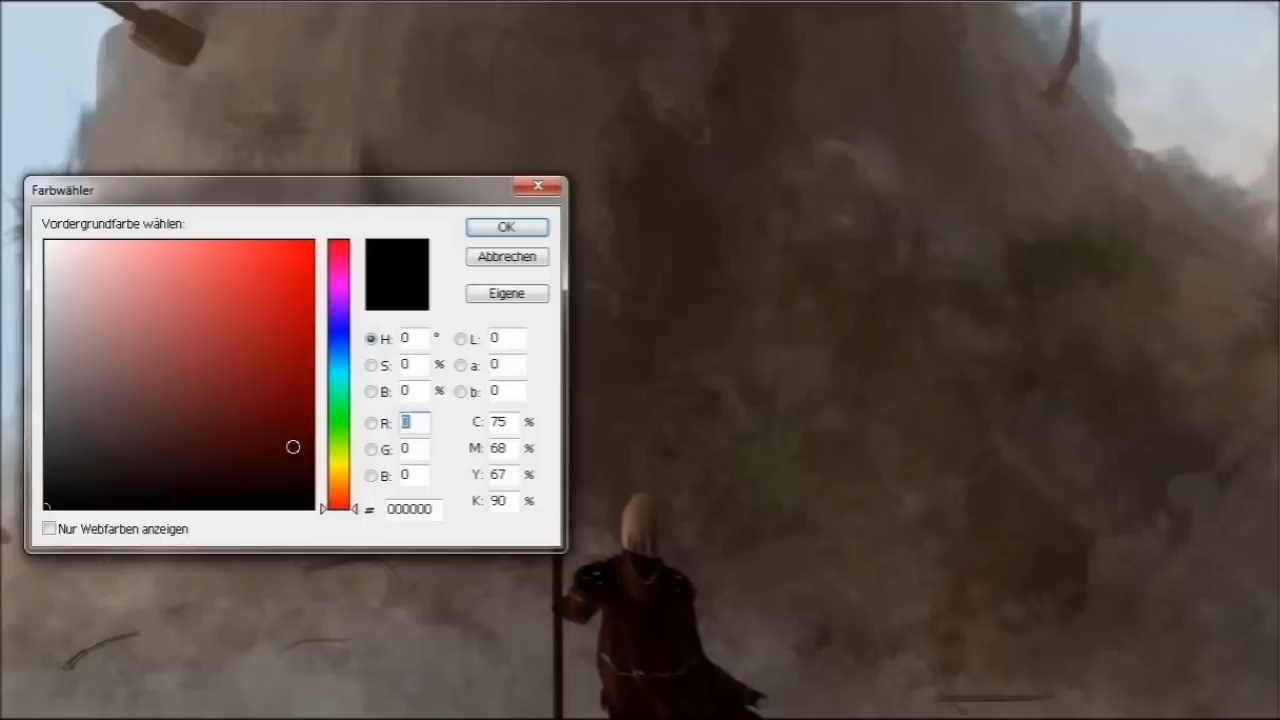 Farbwähler
Vordergrundfarbe wählen:
OK
Abbrechen
Eigene
H: 0 ° L: 0
S: 0 % a: 0
B: 0 % b: 0
R: 0 C: 75 %
G: 0 M: 68 %
B: 0 Y: 67 %
# 000000 K: 90 %
Nur Webfarben anzeigen